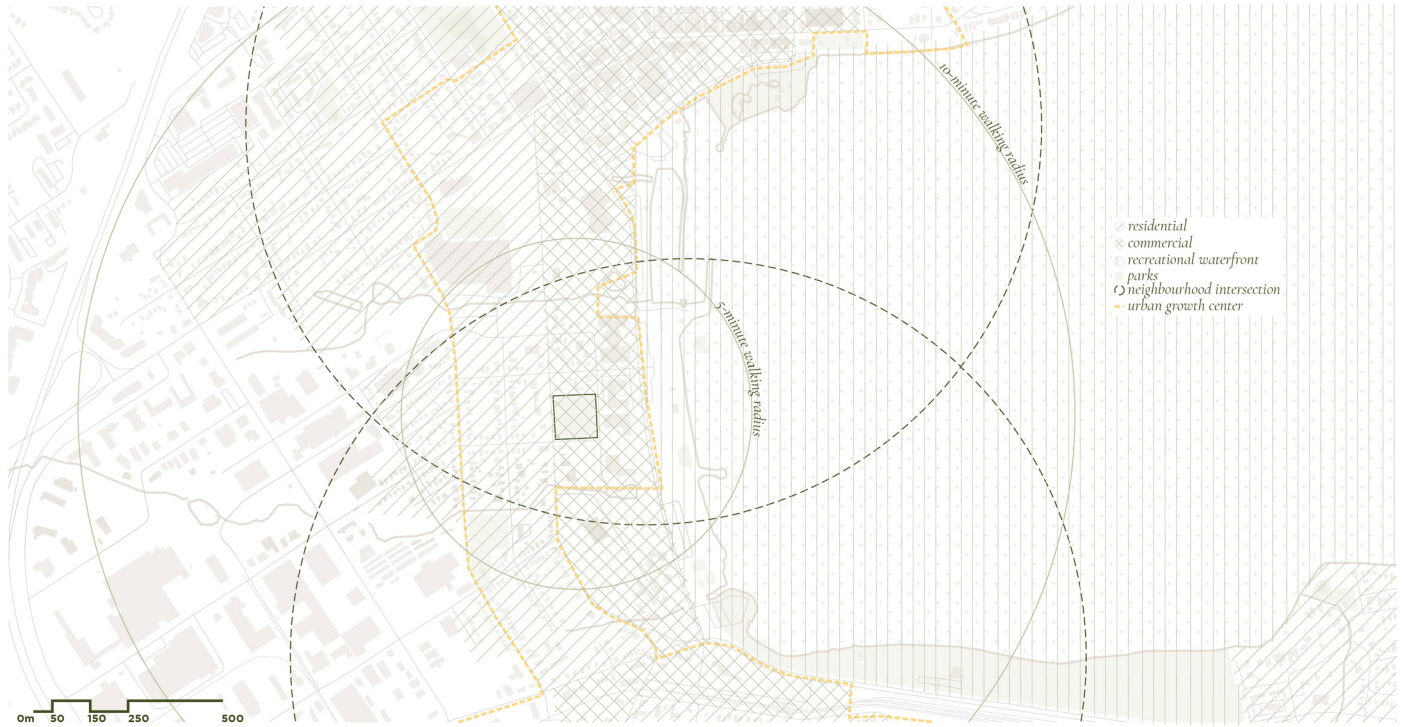 10-minute walking radius
residential
commercial
recreational waterfront
parks
neighbourhood intersection
urban growth center
5-minute walking radius
0m 50 150 250 500